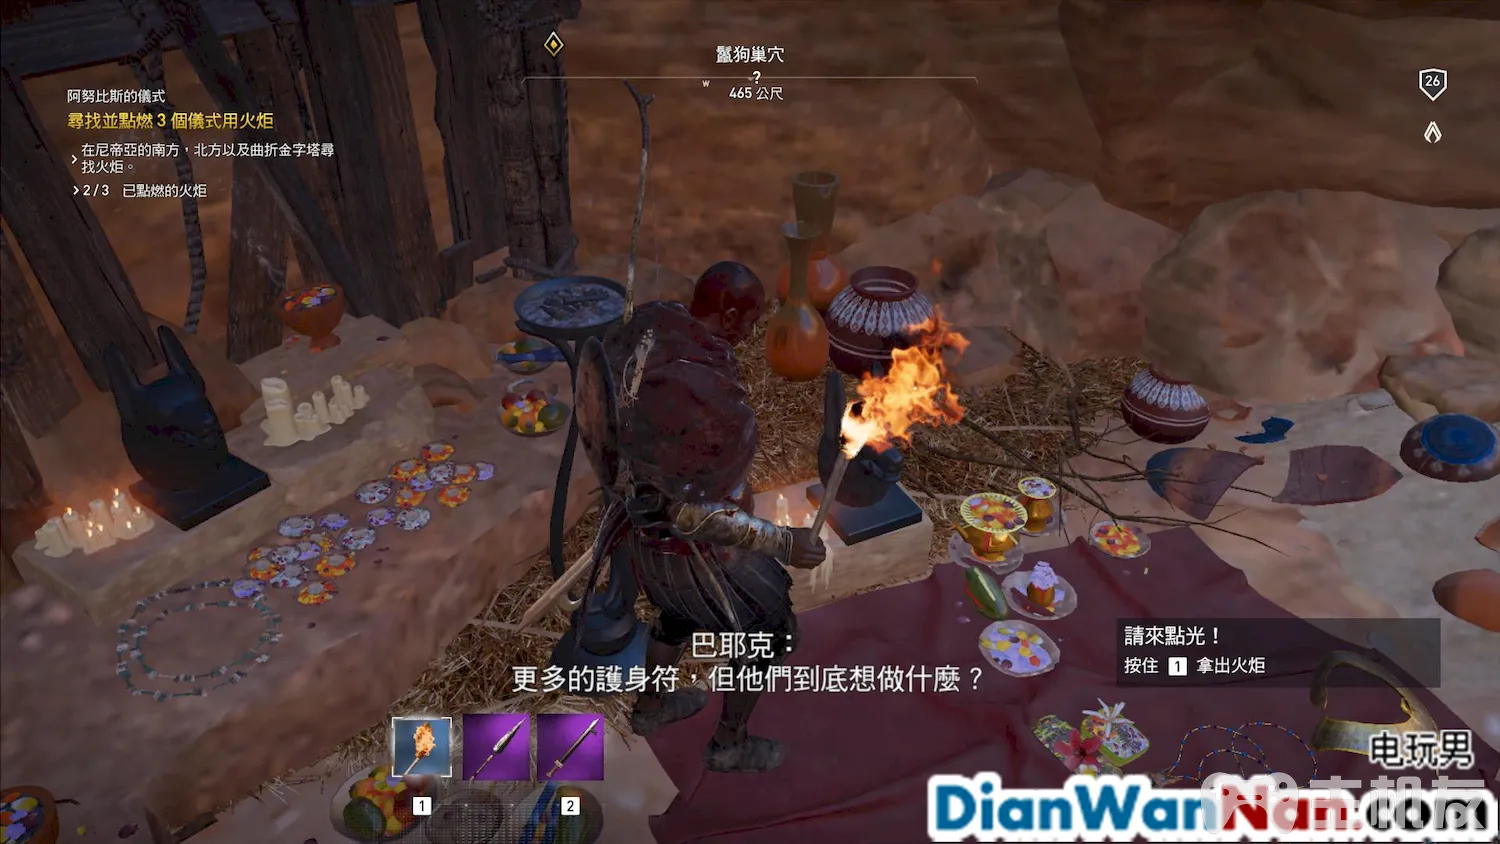 鬣狗巢穴
?
W
465 公尺
26
阿努比斯的儀式
尋找並點燃 3 個儀式用火炬
在尼帝亞的南方，北方以及曲折金字塔尋
找火炬。
2 / 3 已點燃的火炬
請來點光！
按住 1 拿出火炬
巴耶克：
更多的護身符，但他們到底想做什麼？
1
2
电玩男
DianWanNan.com
主机友